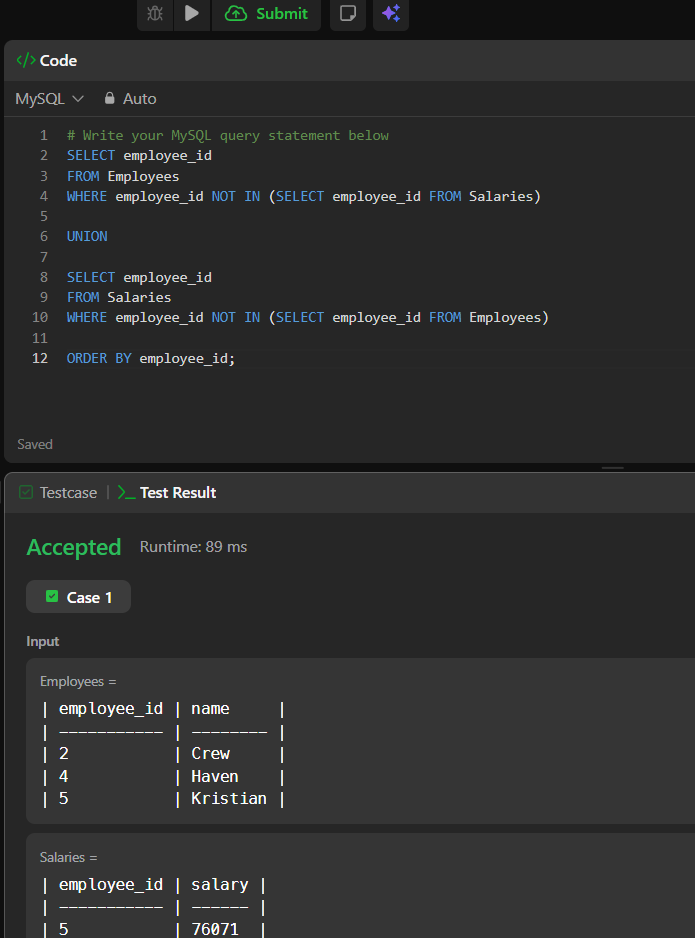 Submit
</> Code
MySQL Auto
1 # Write your MySQL query statement below
2 SELECT employee_id
3 FROM Employees
4 WHERE employee_id NOT IN (SELECT employee_id FROM Salaries)
5
6 UNION
7
8 SELECT employee_id
9 FROM Salaries
10 WHERE employee_id NOT IN (SELECT employee_id FROM Employees)
11
12 ORDER BY employee_id;
Saved
Testcase | >_ Test Result
Accepted Runtime: 89 ms
Case 1
Input
Employees =
| employee_id | name     |
| ----------- | -------- |
| 2           | Crew     |
| 4           | Haven    |
| 5           | Kristian |
Salaries =
| employee_id | salary |
| ----------- | ------ |
| 5           | 76071  |